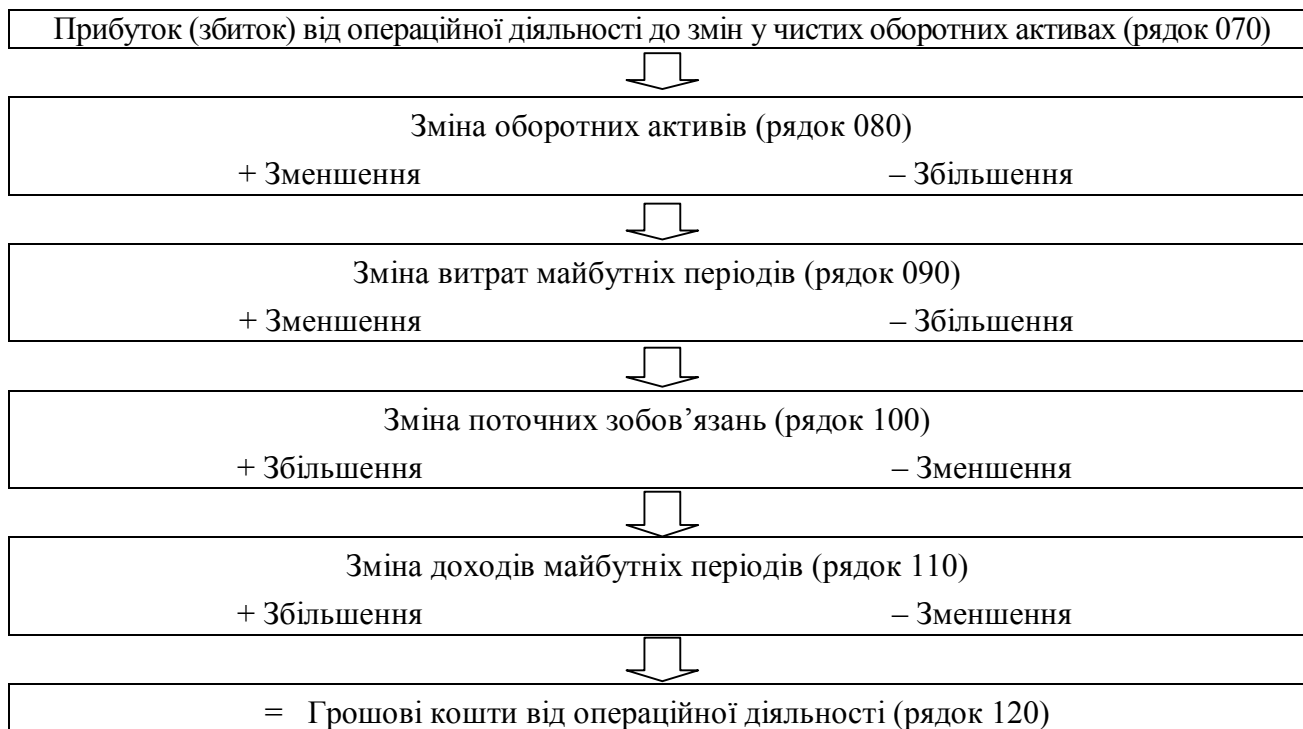 Прибуток (збиток) від операційної діяльності до змін у чистих оборотних активах (рядок 070)
Зміна оборотних активів (рядок 080)
+ Зменшення – Збільшення
Зміна витрат майбутніх періодів (рядок 090)
+ Зменшення – Збільшення
Зміна поточних зобов’язань (рядок 100)
+ Збільшення – Зменшення
Зміна доходів майбутніх періодів (рядок 110)
+ Збільшення – Зменшення
= Грошові кошти від операційної діяльності (рядок 120)